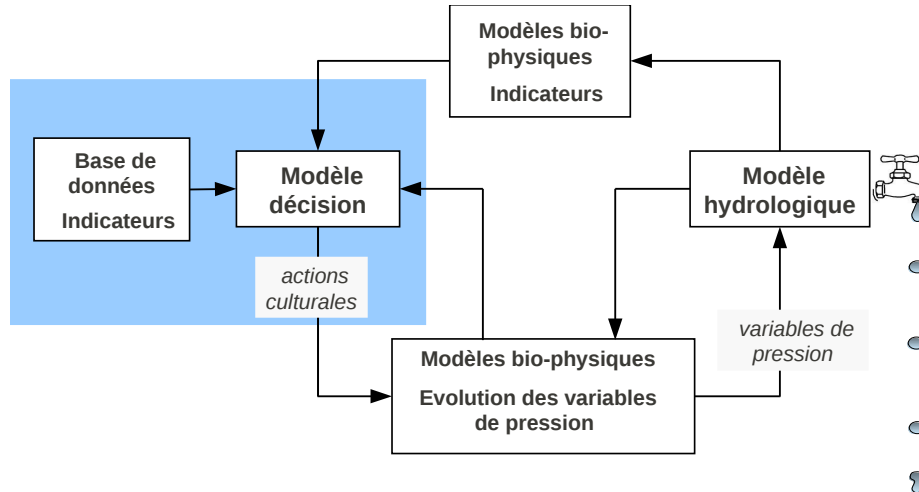 Modèles bio-
physiques
Indicateurs
Base de
données
Indicateurs
Modèle
décision
Modèle
hydrologique
actions
culturales
variables de
pression
Modèles bio-physiques
Evolution des variables
de pression